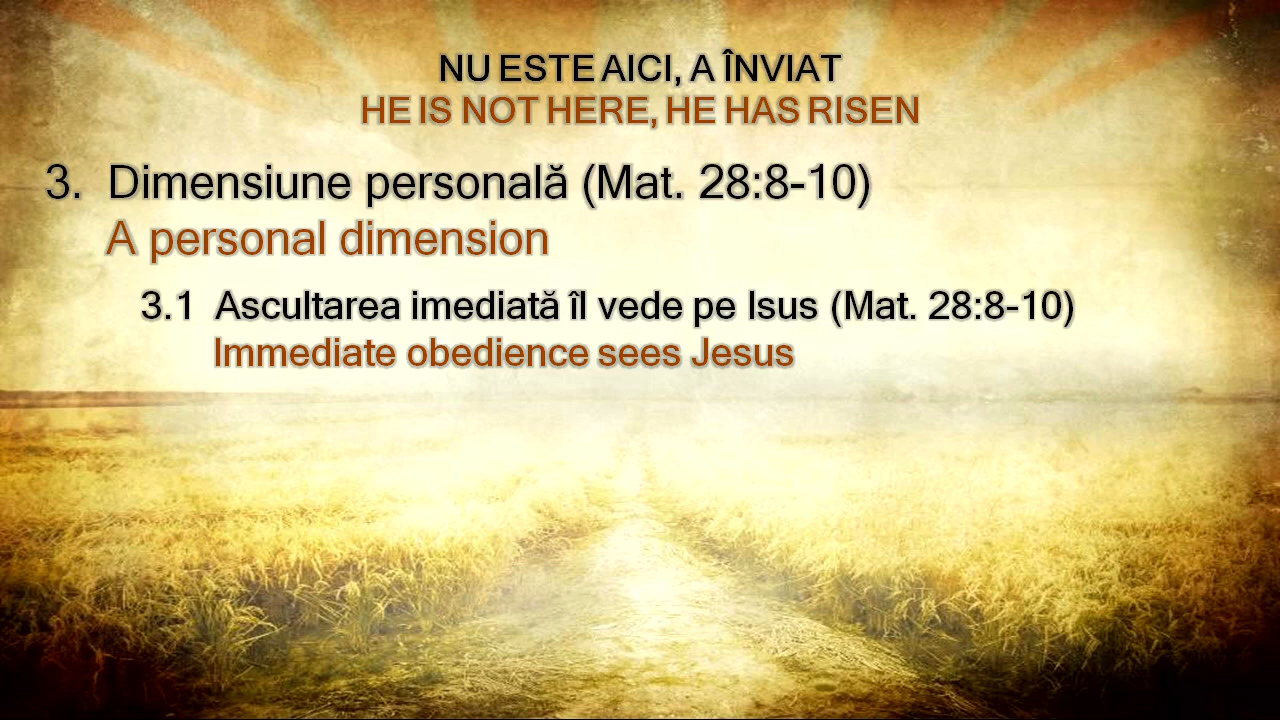 NU ESTE AICI, A ÎNVIAT
HE IS NOT HERE, HE HAS RISEN
3. Dimensiune personală (Mat. 28:8-10)
A personal dimension
3.1 Ascultarea imediată îl vede pe Isus (Mat. 28:8-10)
Immediate obedience sees Jesus